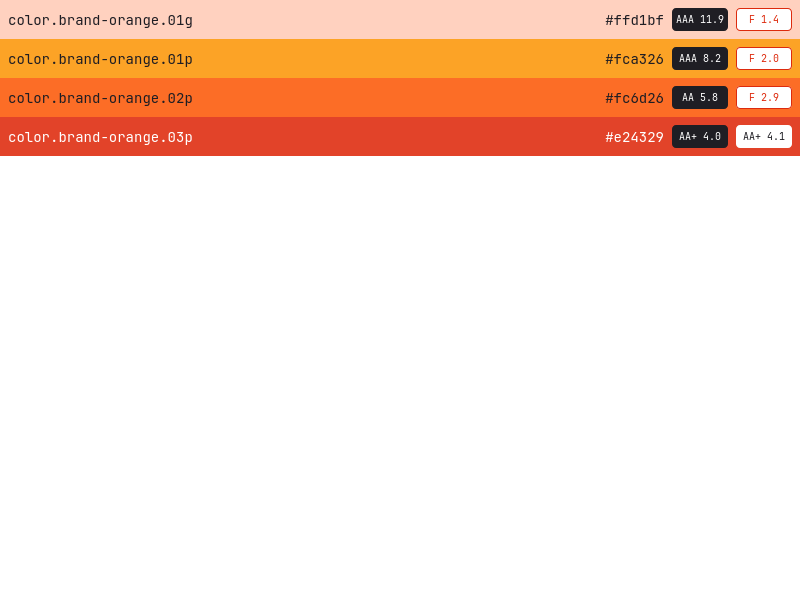 color.brand-orange.01g #ffd1bf AAA 11.9 F 1.4
color.brand-orange.01p #fca326 AAA 8.2 F 2.0
color.brand-orange.02p #fc6d26 AA 5.8 F 2.9
color.brand-orange.03p #e24329 AA+ 4.0 AA+ 4.1